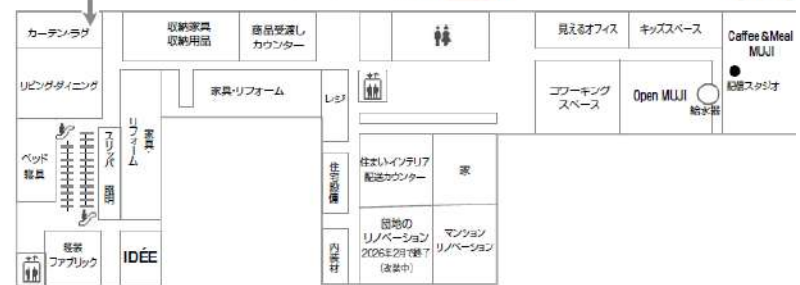 カーテン・ラグ
収納家具
収納用品
商品受渡し
カウンター
見えるオフィス
キッズスペース
Caffee &Meal
MUJI
配信スタジオ
リビング・ダイニング
家具・リフォーム
レジ
コワーキング
スペース
Open MUJI
給水器
家具・
リフォーム
スリッパ
照明
ベッド
寝具
住宅設備
住まい・インテリア
配送カウンター
家
軽装
ファブリック
IDÉE
内装材
団地の
リノベーション
2026年2月で終了
(改装中)
マンション
リノベーション